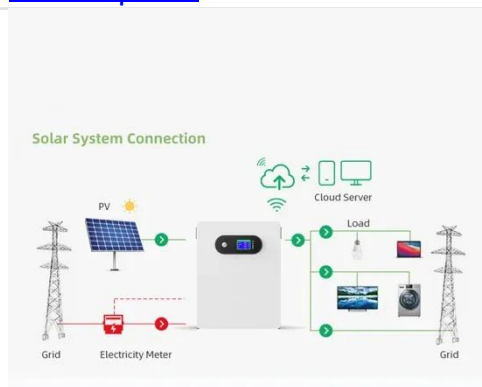 Solar System Connection
Cloud Server
PV
Load
Grid
Electricity Meter
Grid